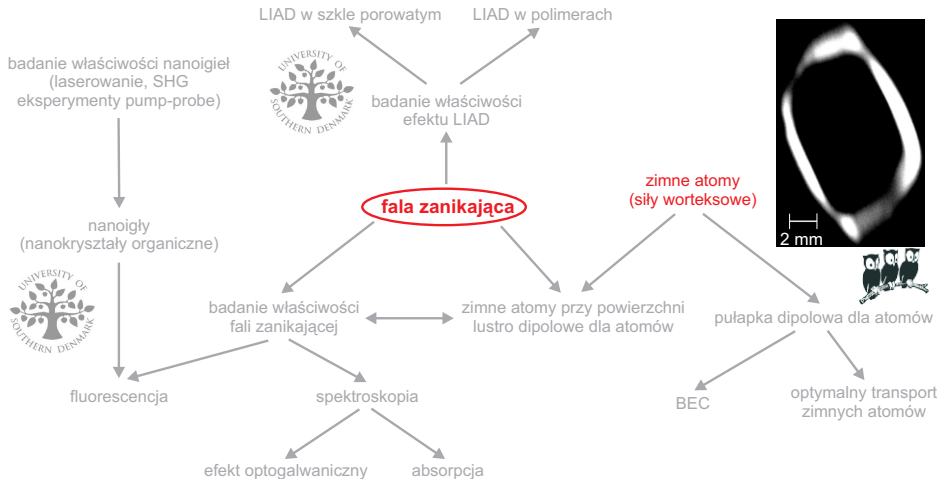 LIAD w szkle porowatym
LIAD w polimerach
badanie właściwości nanoigieł
(laserowanie, SHG
eksperymenty pump-probe)
UNIVERSITY OF
SOUTHERN DENMARK
badanie właściwości
efektu LIAD
fala zanikająca
zimne atomy
(siły worteksowe)
2 mm
nanoigły
(nanokryształy organiczne)
UNIVERSITY OF
SOUTHERN DENMARK
badanie właściwości
fali zanikającej
zimne atomy przy powierzchni
lustro dipolowe dla atomów
pułapka dipolowa dla atomów
fluorescencja
spektroskopia
BEC
optymalny transport
zimnych atomów
efekt optogalwaniczny
absorpcja